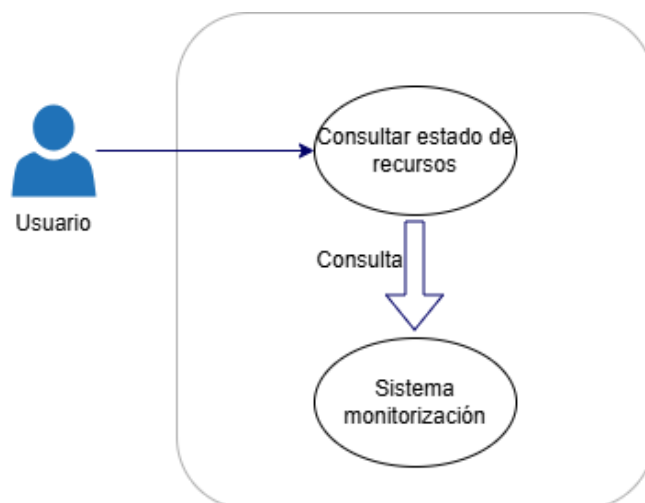 Consultar estado de
recursos
Usuario
Consulta
Sistema
monitorización